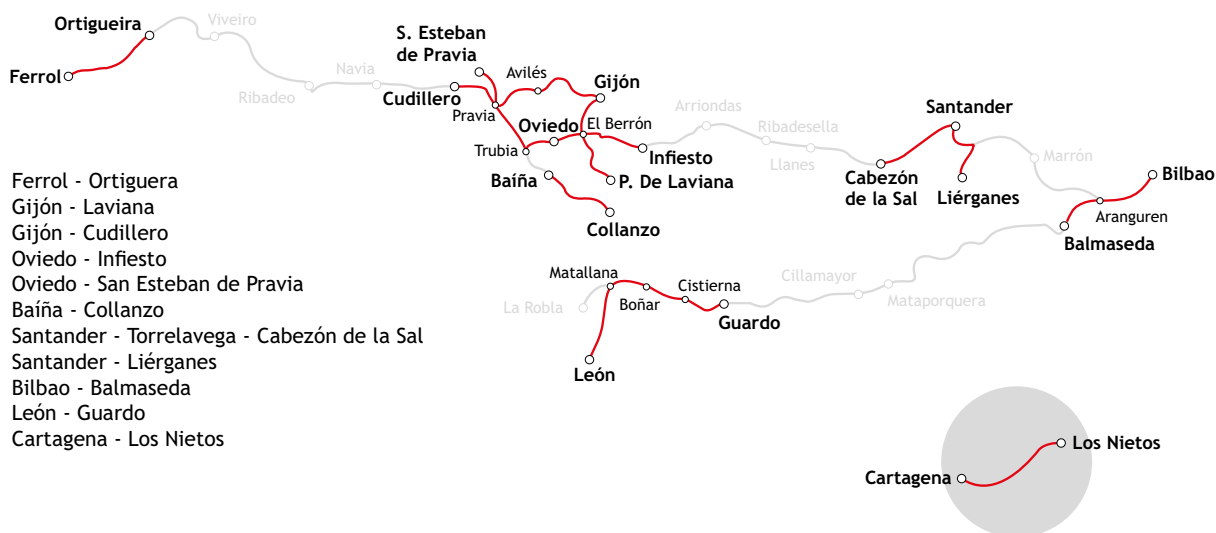 Ortigueira
Viveiro
Ferrol
Ribadeo
Navia
Cudillero
S. Esteban
de Pravia
Avilés
Gijón
Pravia
Oviedo
El Berrón
Trubia
Infiesto
Baíña
P. De Laviana
Collanzo
Arriondas
Ribadesella
Llanes
Cabezón
de la Sal
Santander
Liérganes
Marrón
Bilbao
Aranguren
Balmaseda
Matallana
La Robla
Boñar
Cistierna
Guardo
León
Cillamayor
Mataporquera
Ferrol - Ortiguera
Gijón - Laviana
Gijón - Cudillero
Oviedo - Infiesto
Oviedo - San Esteban de Pravia
Baíña - Collanzo
Santander - Torrelavega - Cabezón de la Sal
Santander - Liérganes
Bilbao - Balmaseda
León - Guardo
Cartagena - Los Nietos
Los Nietos
Cartagena